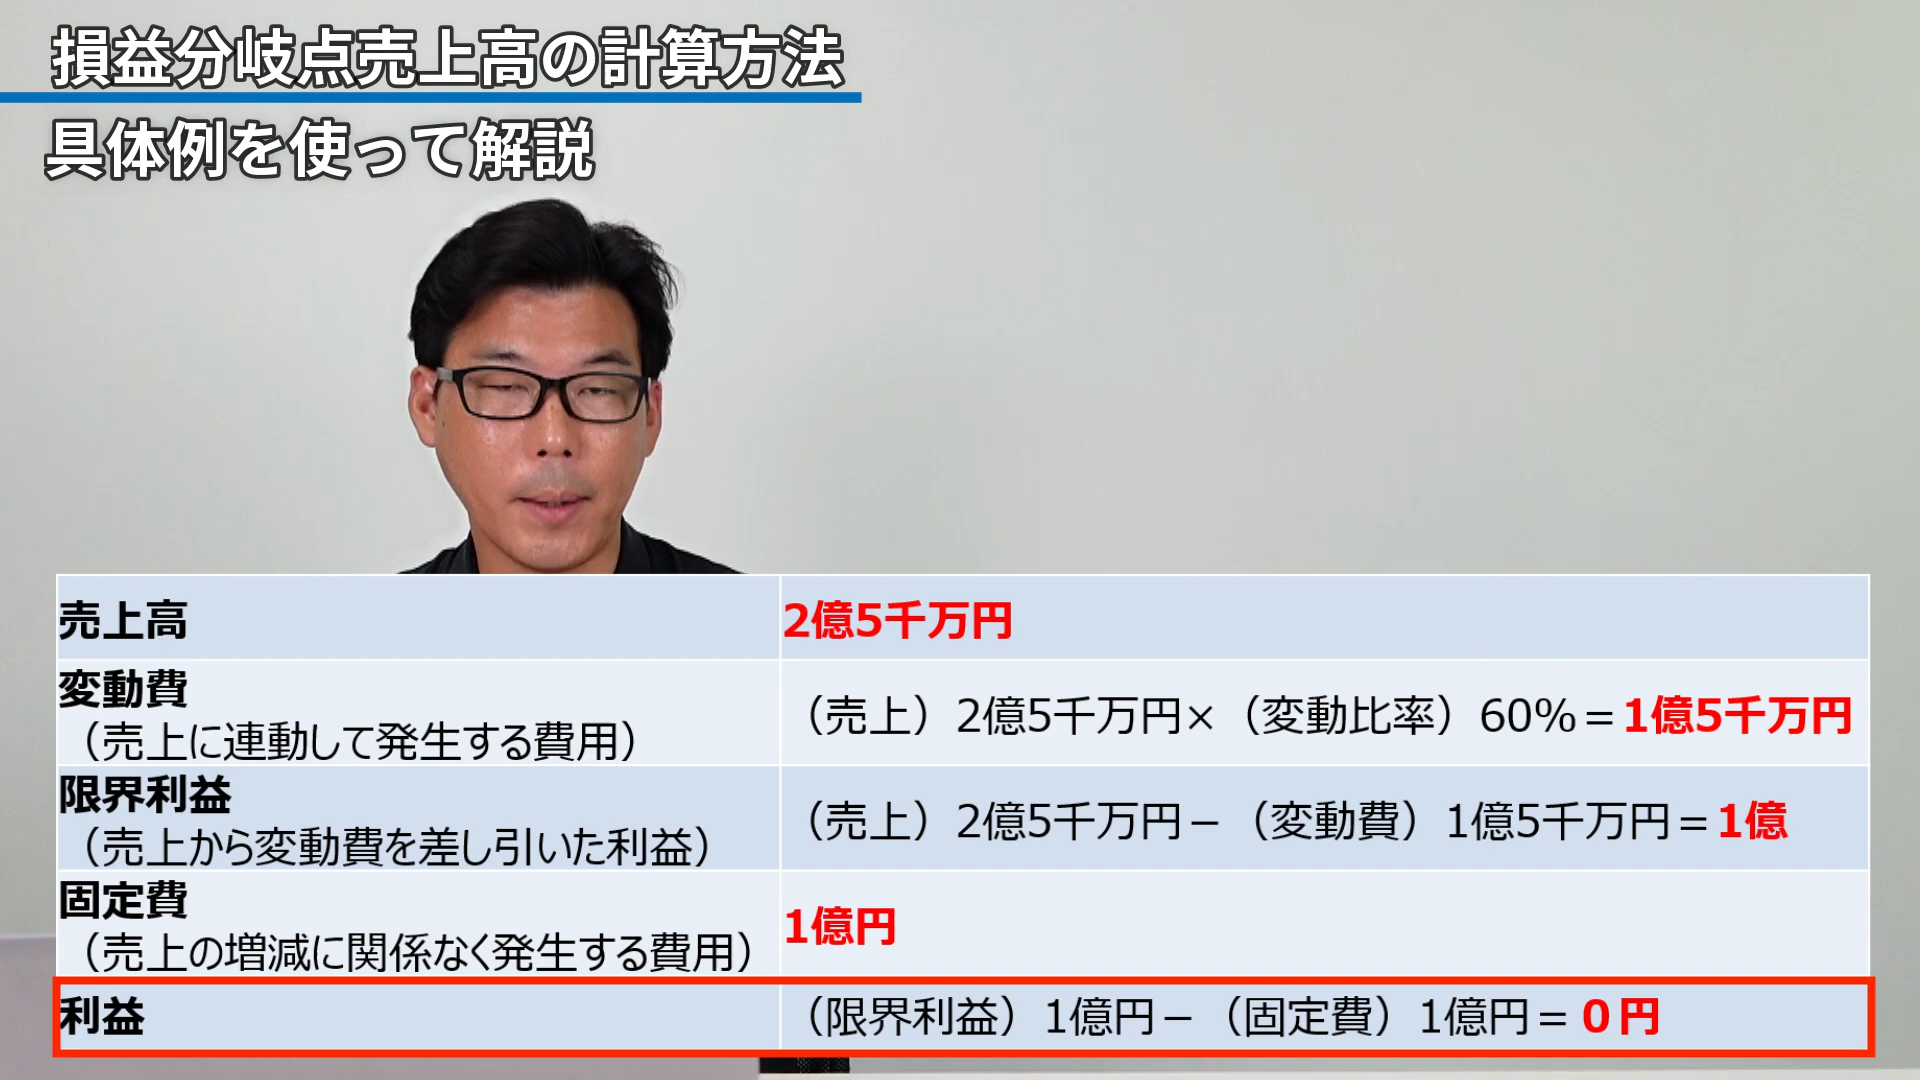 損益分岐点売上高の計算方法
具体例を使って解説
売上高
2億5千万円
変動費
（売上に連動して発生する費用）
（売上）2億5千万円×（変動比率）60％＝1億5千万円
限界利益
（売上から変動費を差し引いた利益）
（売上）2億5千万円－（変動費）1億5千万円＝1億
固定費
（売上の増減に関係なく発生する費用）
1億円
利益
（限界利益）1億円－（固定費）1億円＝０円